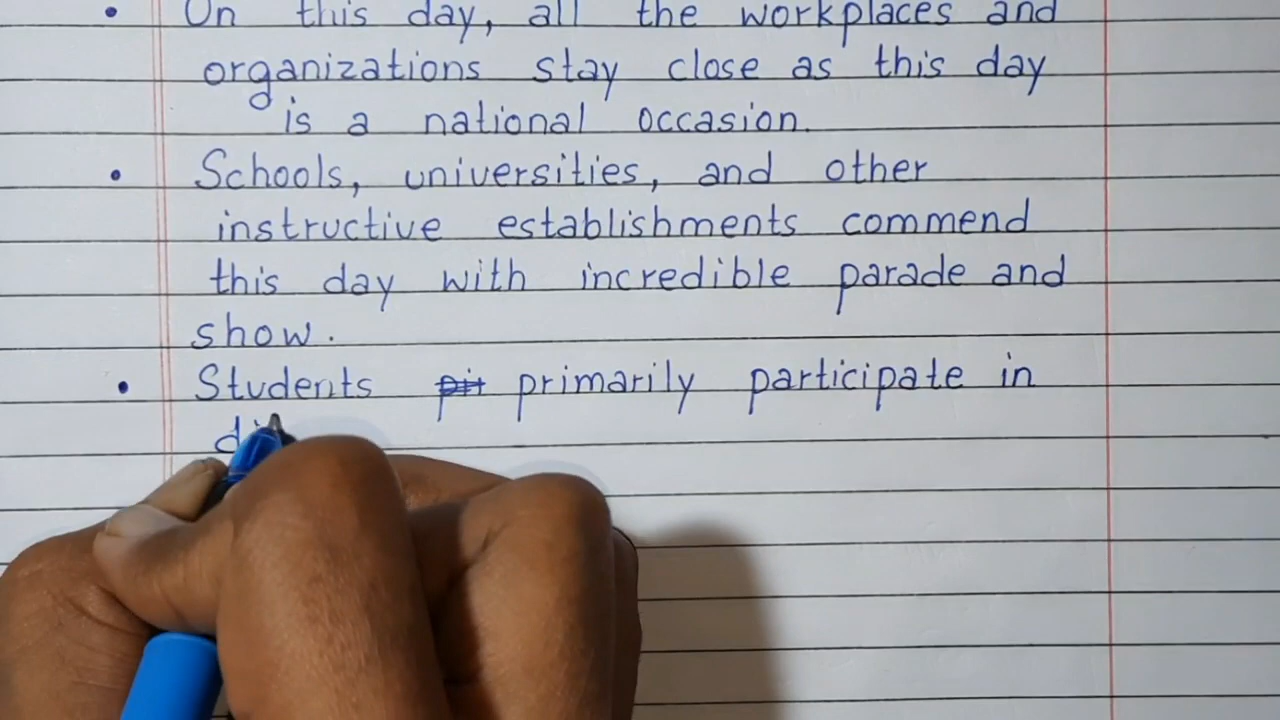 • On this day, all the workplaces and
organizations stay close as this day
is a national occasion.
• Schools, universities, and other
instructive establishments commend
this day with incredible parade and
show.
• Students primarily participate in